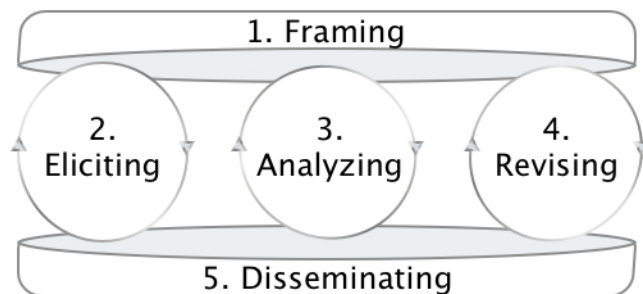 1. Framing
2.
Eliciting
3.
Analyzing
4.
Revising
5. Disseminating